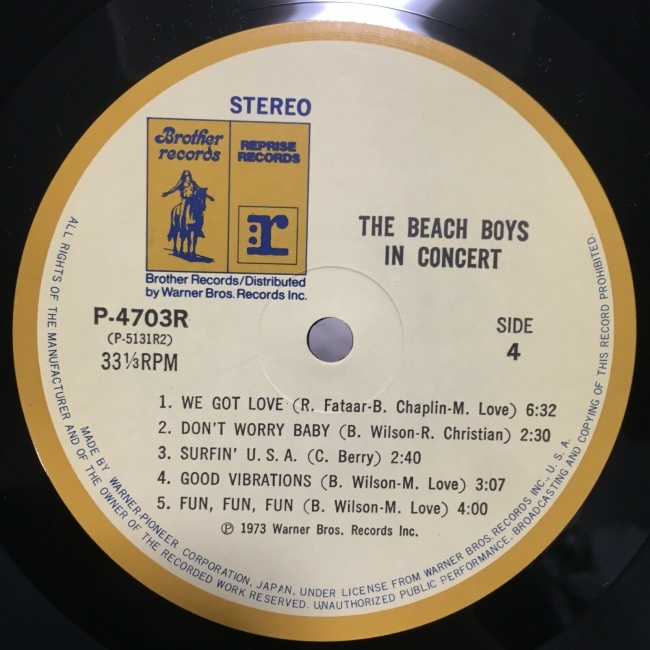 STEREO
Brother
records
REPRISE
RECORDS
r
Brother Records/Distributed
by Warner Bros. Records Inc.
THE BEACH BOYS
IN CONCERT
P-4703R
(P-5131R2)
33⅓RPM
SIDE
4
1. WE GOT LOVE (R. Fataar-B. Chaplin-M. Love) 6:32
2. DON'T WORRY BABY (B. Wilson-R. Christian) 2:30
3. SURFIN' U. S. A. (C. Berry) 2:40
4. GOOD VIBRATIONS (B. Wilson-M. Love) 3:07
5. FUN, FUN, FUN (B. Wilson-M. Love) 4:00
℗ 1973 Warner Bros. Records Inc.
MADE BY WARNER-PIONEER CORPORATION, JAPAN, UNDER LICENSE FROM WARNER BROS. RECORDS INC., U. S. A.
ALL RIGHTS OF THE MANUFACTURER AND OF THE OWNER OF THE RECORDED WORK RESERVED. UNAUTHORIZED PUBLIC PERFORMANCE, BROADCASTING AND COPYING OF THIS RECORD PROHIBITED.